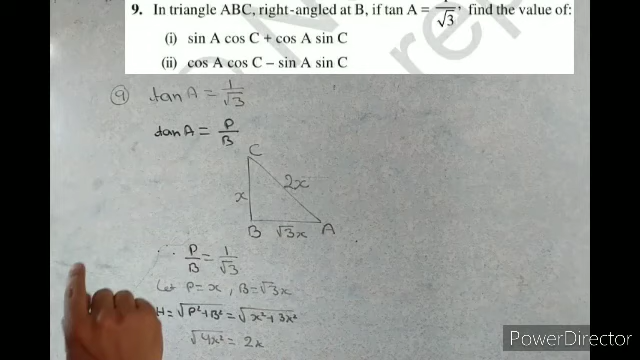 9. In triangle ABC, right-angled at B, if tan A = 1/√3, find the value of:
(i) sin A cos C + cos A sin C
(ii) cos A cos C – sin A sin C
⑨ tanA = 1/√3
tanA = P/B
C
2x
x
B √3x A
∴ P/B = 1/√3
Let P=x, B=√3x
H=√P²+B² = √x²+3x²
√4x² = 2x
PowerDirector